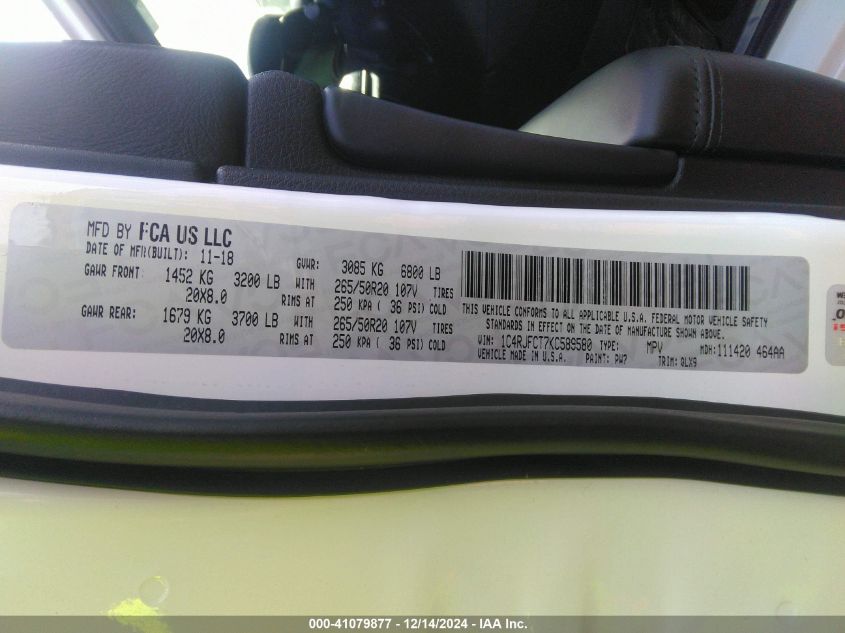 MFD BY FCA US LLC
DATE OF MFR(BUILT): 11-18 GVWR: 3085 KG 6800 LB
GAWR FRONT: 1452 KG 3200 LB WITH 265/50R20 107V TIRES
20X8.0 RIMS AT 250 KPA ( 36 PSI) COLD
GAWR REAR: 1679 KG 3700 LB WITH 265/50R20 107V TIRES
20X8.0 RIMS AT 250 KPA ( 36 PSI) COLD
THIS VEHICLE CONFORMS TO ALL APPLICABLE U.S.A. FEDERAL MOTOR VEHICLE SAFETY
STANDARDS IN EFFECT ON THE DATE OF MANUFACTURE SHOWN ABOVE.
VIN: 1C4RJFCT7KC589580 TYPE: MPV MDH:111420 464AA
VEHICLE MADE IN U.S.A. PAINT: PW7 TRIM: GLX9
000-41079877 - 12/14/2024 - IAA Inc.